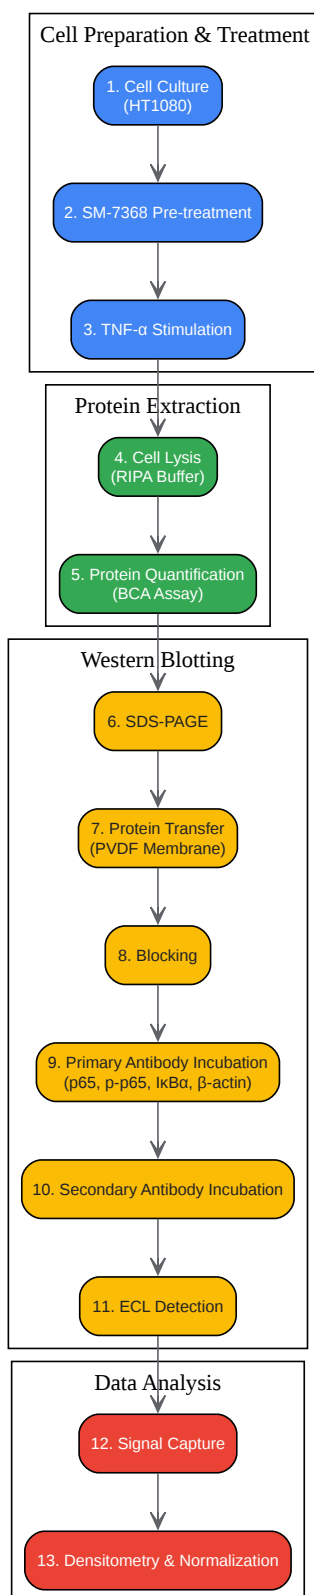 Cell Preparation & Treatment
1. Cell Culture
(HT1080)
2. SM-7368 Pre-treatment
3. TNF-α Stimulation
Protein Extraction
4. Cell Lysis
(RIPA Buffer)
5. Protein Quantification
(BCA Assay)
Western Blotting
6. SDS-PAGE
7. Protein Transfer
(PVDF Membrane)
8. Blocking
9. Primary Antibody Incubation
(p65, p-p65, IκBα, β-actin)
10. Secondary Antibody Incubation
11. ECL Detection
Data Analysis
12. Signal Capture
13. Densitometry & Normalization